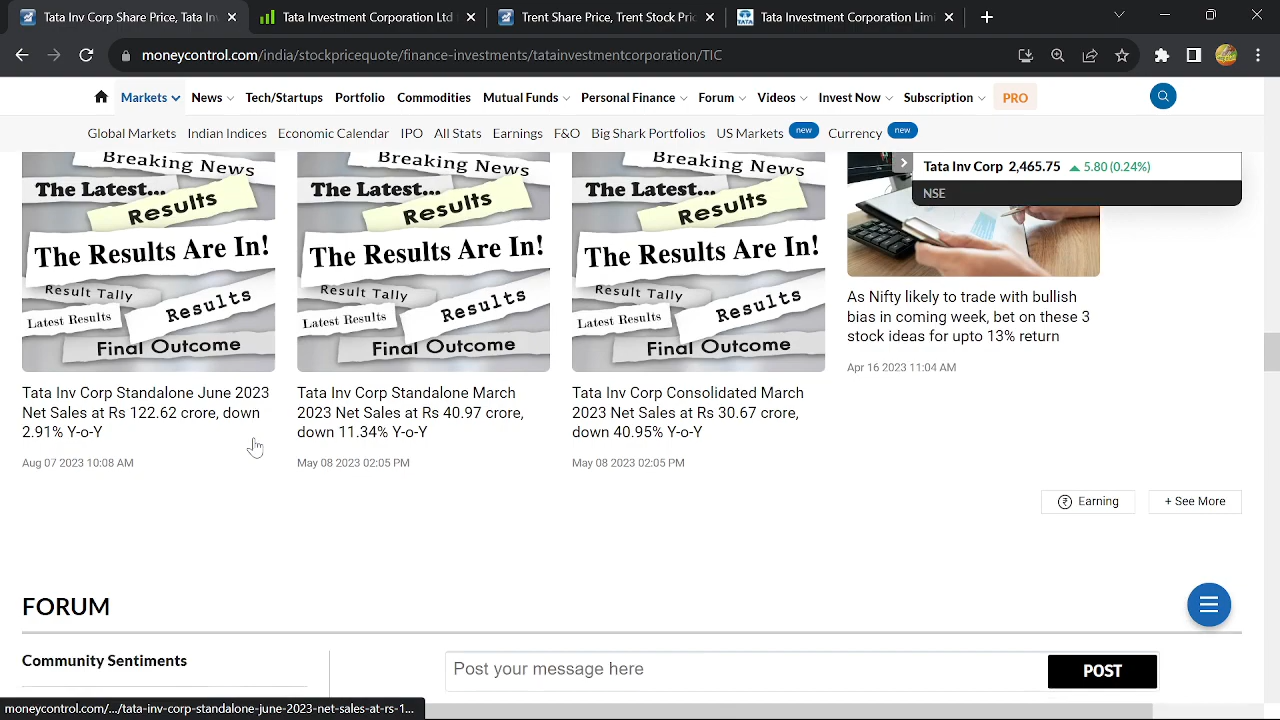 Tata Inv Corp Share Price, Tata Inv
Tata Investment Corporation Ltd
Trent Share Price, Trent Stock Pric
TATA
Tata Investment Corporation Limi
moneycontrol.com/india/stockpricequote/finance-investments/tatainvestmentcorporation/TIC
Markets News Tech/Startups Portfolio Commodities Mutual Funds Personal Finance Forum Videos Invest Now Subscription PRO
Global Markets Indian Indices Economic Calendar IPO All Stats Earnings F&O Big Shark Portfolios US Markets new Currency new
Tata Inv Corp 2,465.75 5.80 (0.24%)
NSE
Breaking News
The Latest...
Results
The Results Are In!
Result Tally
Results
Latest Results
Final Outcome
Tata Inv Corp Standalone June 2023
Net Sales at Rs 122.62 crore, down
2.91% Y-o-Y
Aug 07 2023 10:08 AM
Breaking News
The Latest...
Results
The Results Are In!
Result Tally
Results
Latest Results
Final Outcome
Tata Inv Corp Standalone March
2023 Net Sales at Rs 40.97 crore,
down 11.34% Y-o-Y
May 08 2023 02:05 PM
Breaking News
The Latest...
Results
The Results Are In!
Result Tally
Results
Latest Results
Final Outcome
Tata Inv Corp Consolidated March
2023 Net Sales at Rs 30.67 crore,
down 40.95% Y-o-Y
May 08 2023 02:05 PM
As Nifty likely to trade with bullish
bias in coming week, bet on these 3
stock ideas for upto 13% return
Apr 16 2023 11:04 AM
₹ Earning
+ See More
FORUM
Community Sentiments
Post your message here
POST
moneycontrol.com/.../tata-inv-corp-standalone-june-2023-net-sales-at-rs-1...